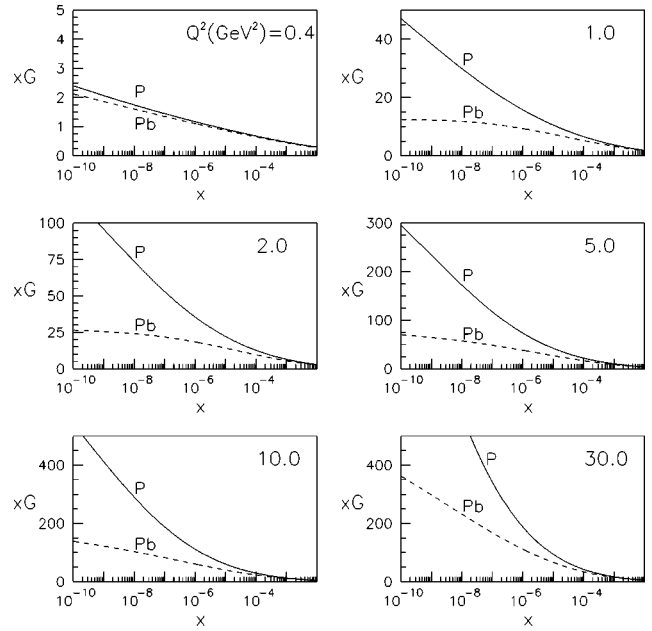 Q²(GeV²)=0.4
5
4
3
2
1
0
xG
P
Pb
10⁻¹⁰ 10⁻⁸ 10⁻⁶ 10⁻⁴
x
1.0
40
20
0
xG
P
Pb
10⁻¹⁰ 10⁻⁸ 10⁻⁶ 10⁻⁴
x
2.0
100
75
50
25
0
xG
P
Pb
10⁻¹⁰ 10⁻⁸ 10⁻⁶ 10⁻⁴
x
5.0
300
200
100
0
xG
P
Pb
10⁻¹⁰ 10⁻⁸ 10⁻⁶ 10⁻⁴
x
10.0
400
200
0
xG
P
Pb
10⁻¹⁰ 10⁻⁸ 10⁻⁶ 10⁻⁴
x
30.0
400
200
0
xG
P
Pb
10⁻¹⁰ 10⁻⁸ 10⁻⁶ 10⁻⁴
x